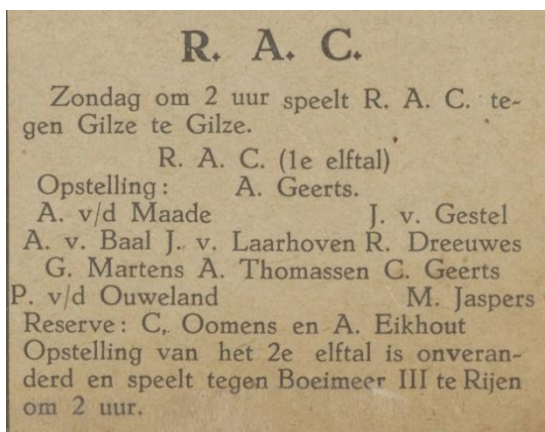 R. A. C.
Zondag om 2 uur speelt R. A. C. te-
gen Gilze te Gilze.
R. A. C. (1e elftal)
Opstelling: A. Geerts.
A. v/d Maade J. v. Gestel
A. v. Baal J. v. Laarhoven R. Dreeuwes
G. Martens A. Thomassen C. Geerts
P. v/d Ouweland M. Jaspers
Reserve: C. Oomens en A. Eikhout
Opstelling van het 2e elftal is onveran-
derd en speelt tegen Boeimeer III te Rijen
om 2 uur.